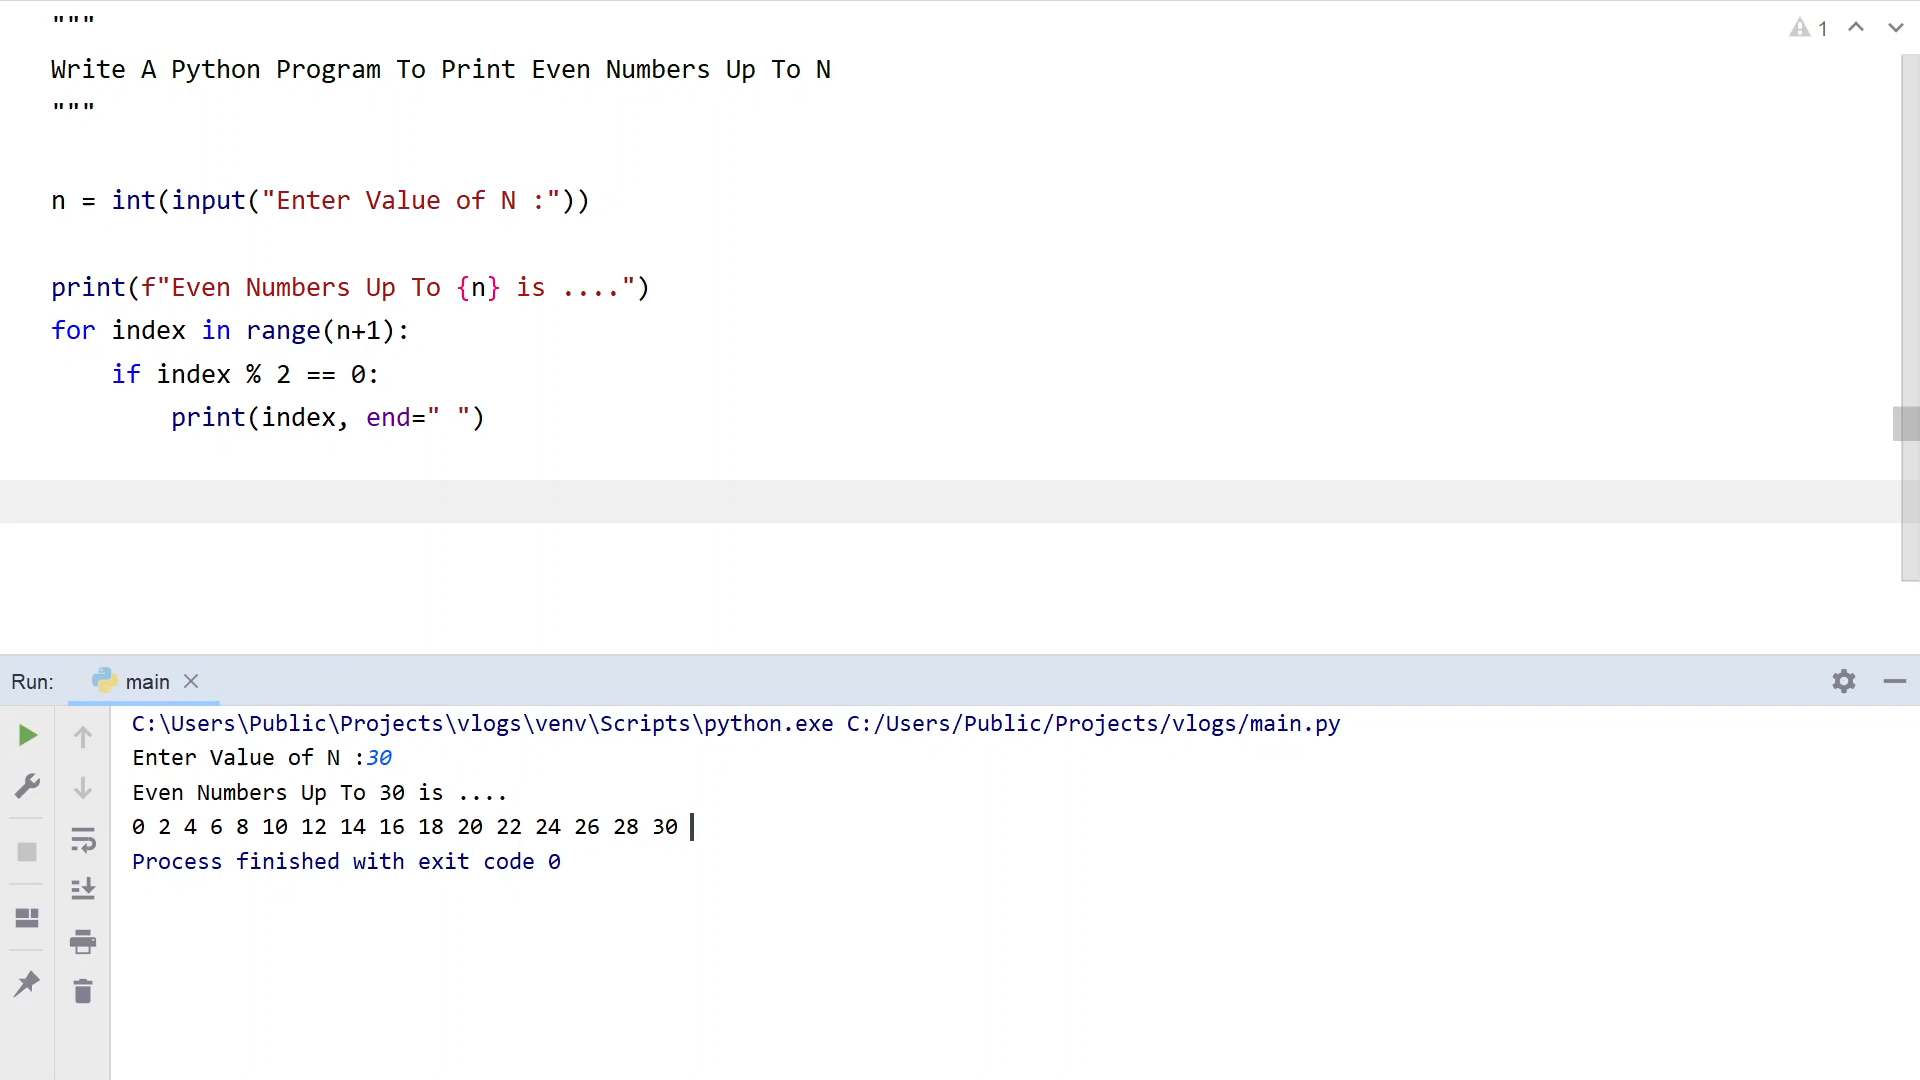 """
Write A Python Program To Print Even Numbers Up To N
"""
n = int(input("Enter Value of N :"))
print(f"Even Numbers Up To {n} is ....")
for index in range(n+1):
    if index % 2 == 0:
        print(index, end=" ")
1
Run: main
C:\Users\Public\Projects\vlogs\venv\Scripts\python.exe C:/Users/Public/Projects/vlogs/main.py
Enter Value of N :30
Even Numbers Up To 30 is ....
0 2 4 6 8 10 12 14 16 18 20 22 24 26 28 30
Process finished with exit code 0